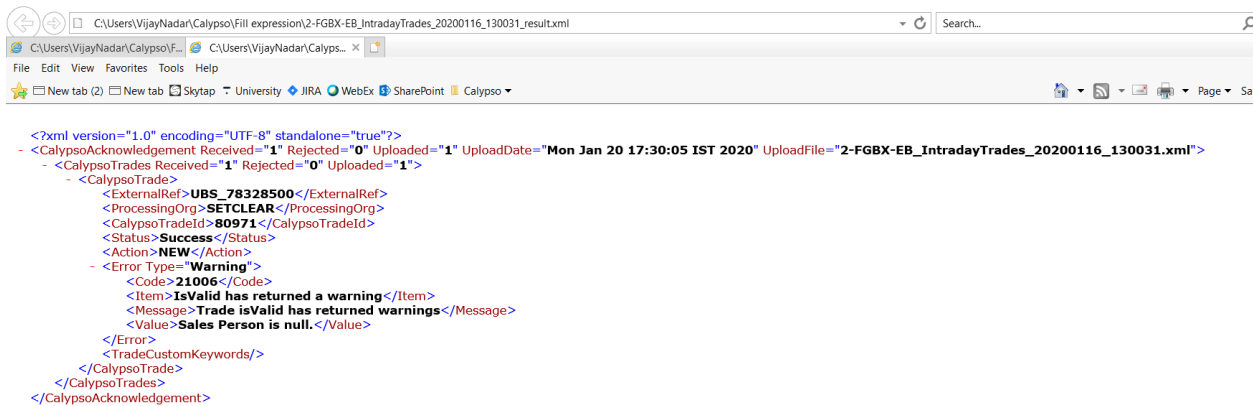 C:\Users\VijayNadar\Calypso\Fill expression\2-FGBX-EB_IntradayTrades_20200116_130031_result.xml
Search...
C:\Users\VijayNadar\Calypso\F...
C:\Users\VijayNadar\Calyps...
File Edit View Favorites Tools Help
New tab (2) New tab Skytap University JIRA WebEx SharePoint Calypso Page
<?xml version="1.0" encoding="UTF-8" standalone="true"?>
- <CalypsoAcknowledgement Received="1" Rejected="0" Uploaded="1" UploadDate="Mon Jan 20 17:30:05 IST 2020" UploadFile="2-FGBX-EB_IntradayTrades_20200116_130031.xml">
- <CalypsoTrades Received="1" Rejected="0" Uploaded="1">
- <CalypsoTrade>
<ExternalRef>UBS_78328500</ExternalRef>
<ProcessingOrg>SETCLEAR</ProcessingOrg>
<CalypsoTradeId>80971</CalypsoTradeId>
<Status>Success</Status>
<Action>NEW</Action>
- <Error Type="Warning">
<Code>21006</Code>
<Item>IsValid has returned a warning</Item>
<Message>Trade isValid has returned warnings</Message>
<Value>Sales Person is null.</Value>
</Error>
<TradeCustomKeywords/>
</CalypsoTrade>
</CalypsoTrades>
</CalypsoAcknowledgement>